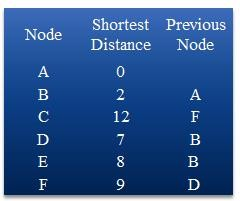 Node Shortest Distance Previous Node
A 0
B 2 A
C 12 F
D 7 B
E 8 B
F 9 D